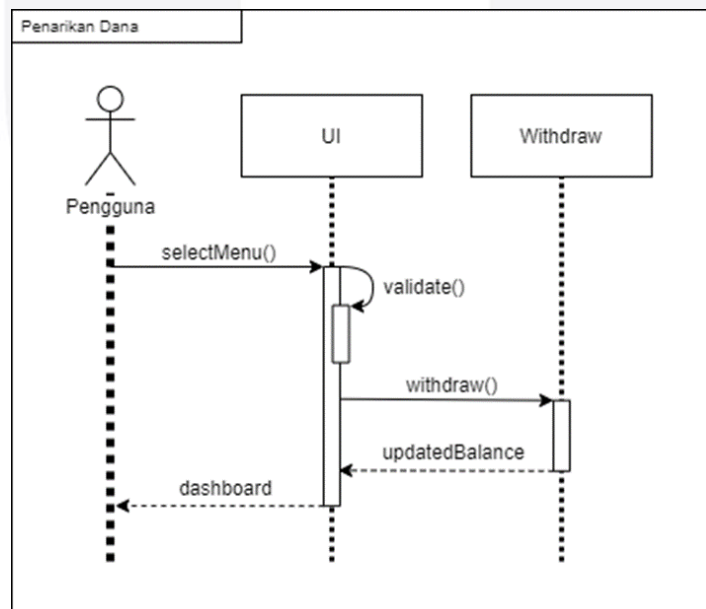 Penarikan Dana
UI
Withdraw
Pengguna
selectMenu()
validate()
withdraw()
updatedBalance
dashboard